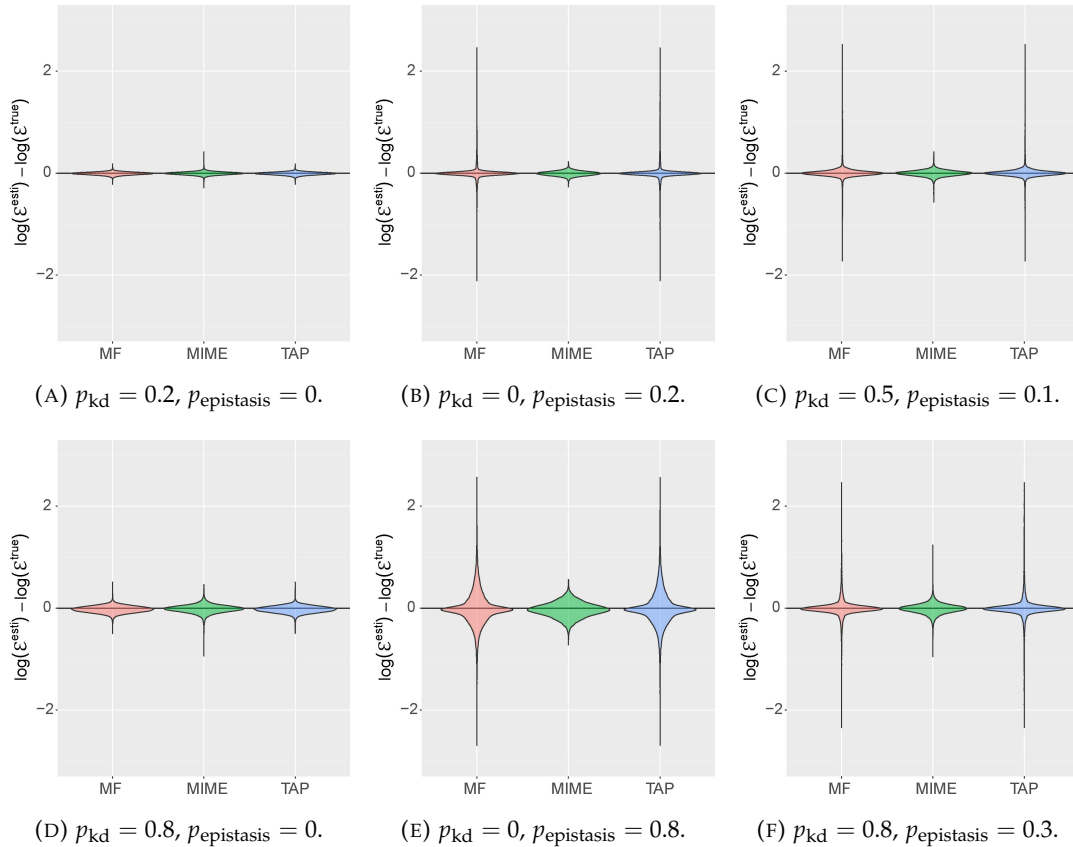 log(ε^esti) − log(ε^true)
2
0
−2
MF MIME TAP
(A) p_kd = 0.2, p_epistasis = 0.
log(ε^esti) − log(ε^true)
2
0
−2
MF MIME TAP
(B) p_kd = 0, p_epistasis = 0.2.
log(ε^esti) − log(ε^true)
2
0
−2
MF MIME TAP
(C) p_kd = 0.5, p_epistasis = 0.1.
log(ε^esti) − log(ε^true)
2
0
−2
MF MIME TAP
(D) p_kd = 0.8, p_epistasis = 0.
log(ε^esti) − log(ε^true)
2
0
−2
MF MIME TAP
(E) p_kd = 0, p_epistasis = 0.8.
log(ε^esti) − log(ε^true)
2
0
−2
MF MIME TAP
(F) p_kd = 0.8, p_epistasis = 0.3.